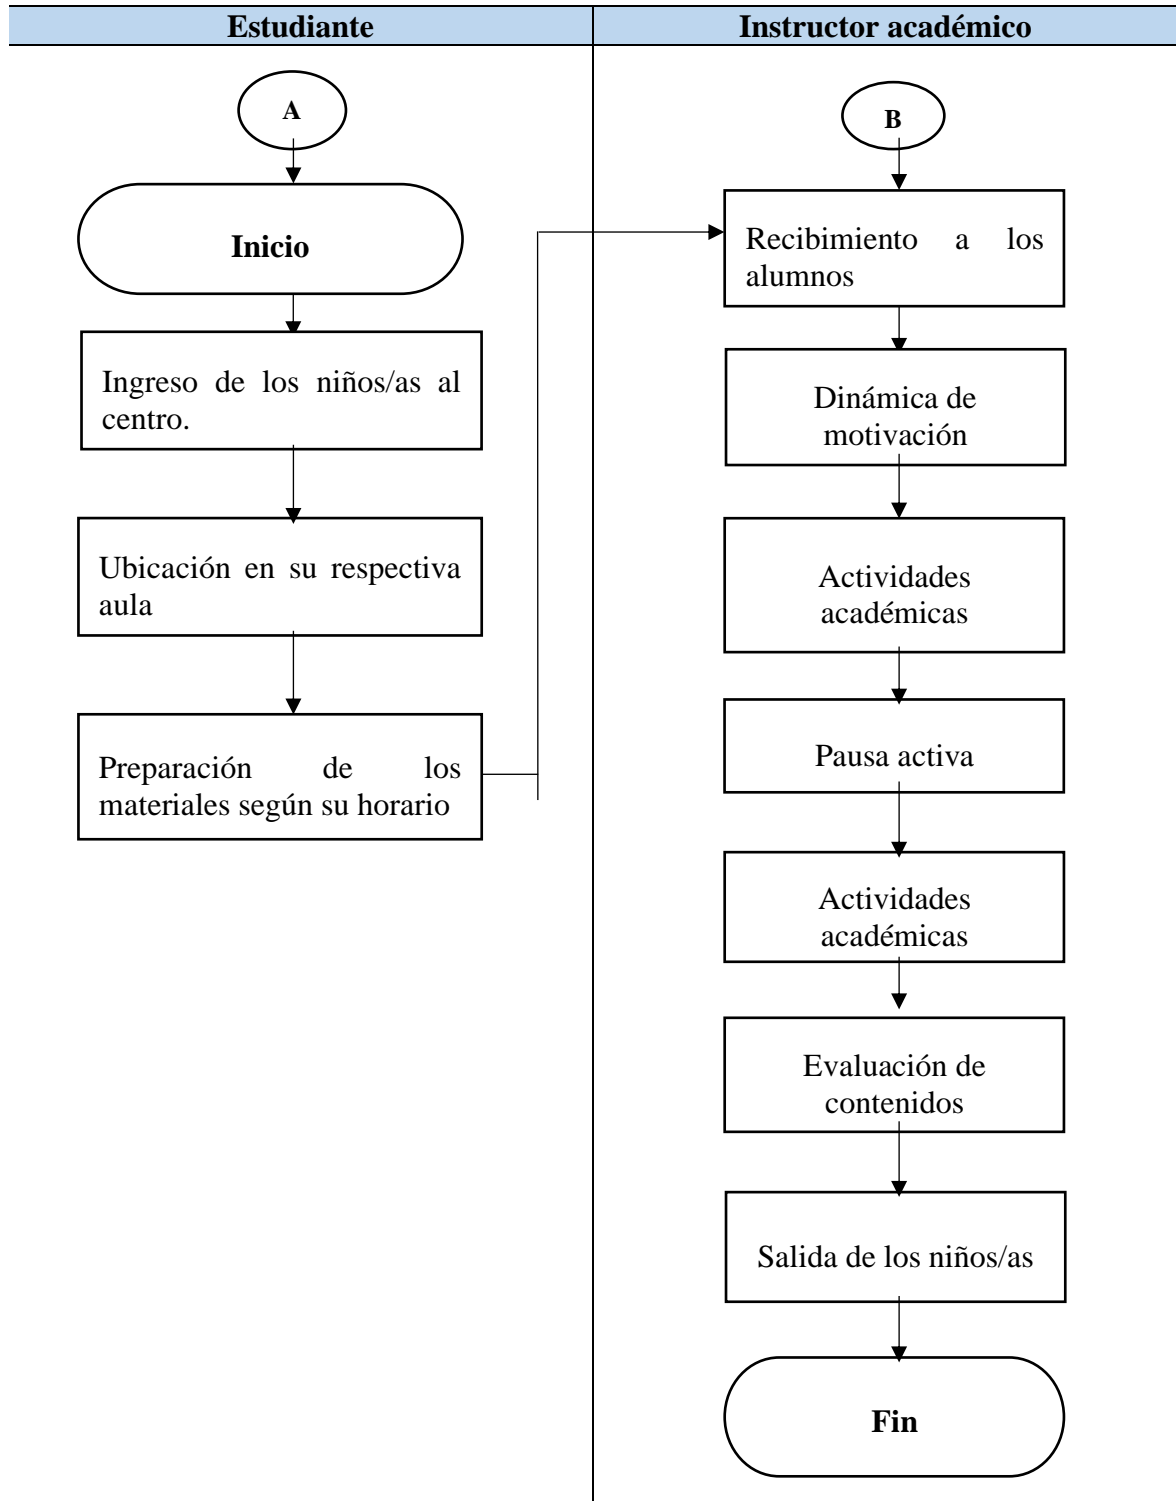 Estudiante
Instructor académico
A
Inicio
Ingreso de los niños/as al
centro.
Ubicación en su respectiva
aula
Preparación de los
materiales según su horario
B
Recibimiento a los
alumnos
Dinámica de
motivación
Actividades
académicas
Pausa activa
Actividades
académicas
Evaluación de
contenidos
Salida de los niños/as
Fin